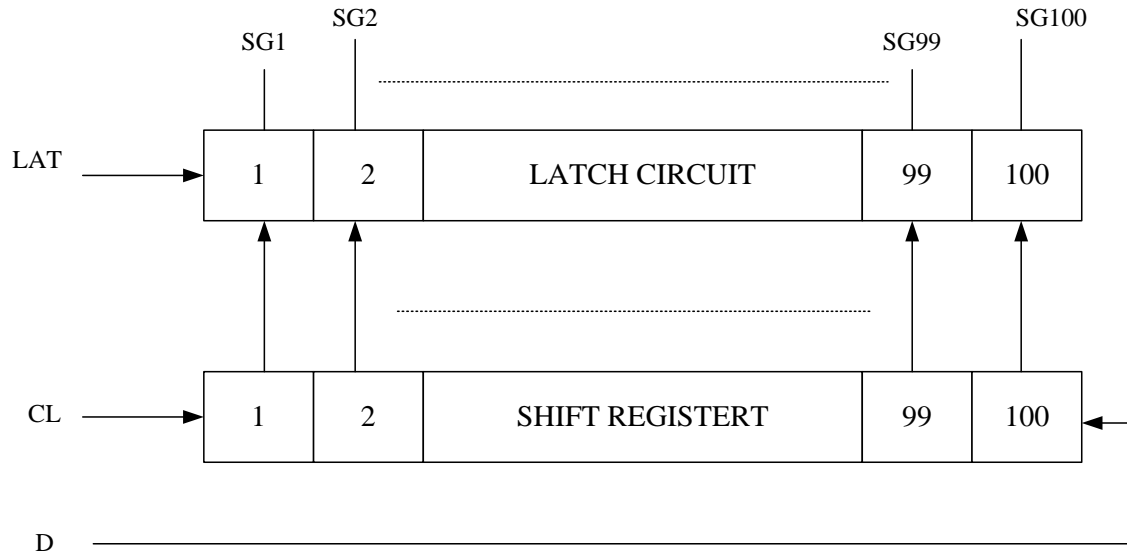 SG1 SG2 SG99 SG100
LAT 1 2 LATCH CIRCUIT 99 100
CL 1 2 SHIFT REGISTERT 99 100
D